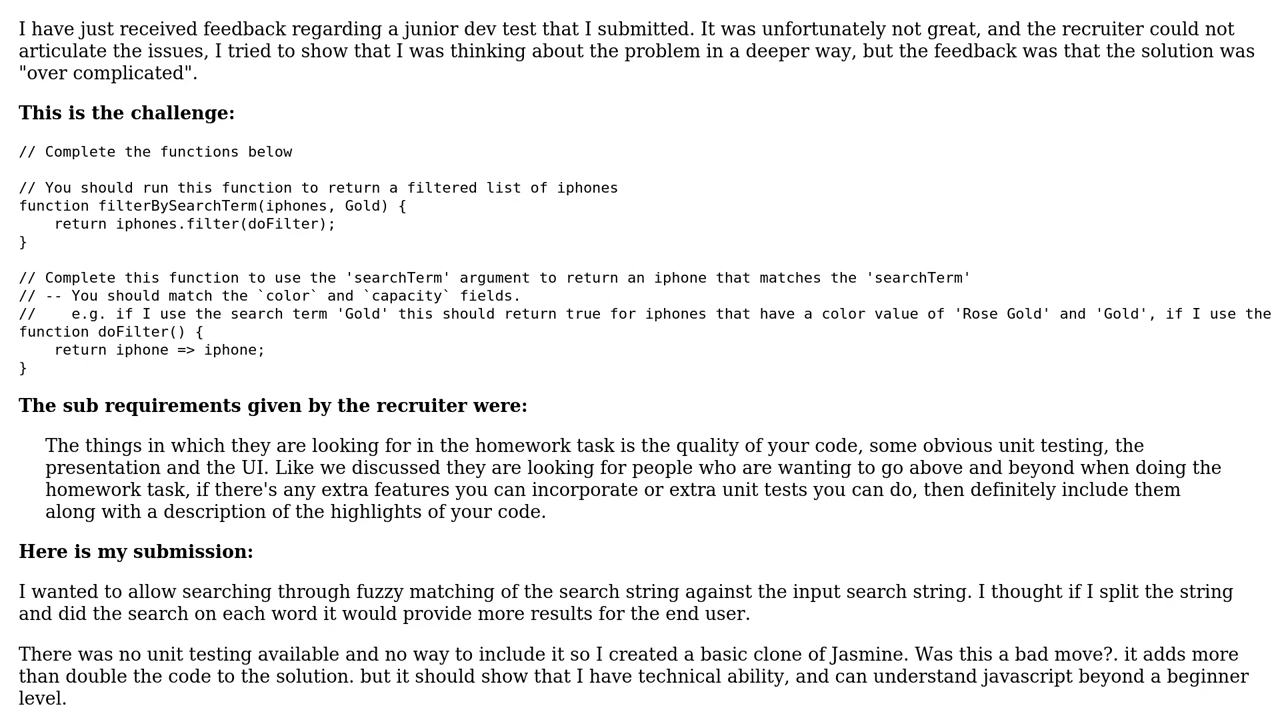 I have just received feedback regarding a junior dev test that I submitted. It was unfortunately not great, and the recruiter could not
articulate the issues, I tried to show that I was thinking about the problem in a deeper way, but the feedback was that the solution was
"over complicated".
This is the challenge:
// Complete the functions below
// You should run this function to return a filtered list of iphones
function filterBySearchTerm(iphones, Gold) {
    return iphones.filter(doFilter);
}
// Complete this function to use the 'searchTerm' argument to return an iphone that matches the 'searchTerm'
// -- You should match the `color` and `capacity` fields.
//    e.g. if I use the search term 'Gold' this should return true for iphones that have a color value of 'Rose Gold' and 'Gold', if I use the
function doFilter() {
    return iphone => iphone;
}
The sub requirements given by the recruiter were:
The things in which they are looking for in the homework task is the quality of your code, some obvious unit testing, the
presentation and the UI. Like we discussed they are looking for people who are wanting to go above and beyond when doing the
homework task, if there's any extra features you can incorporate or extra unit tests you can do, then definitely include them
along with a description of the highlights of your code.
Here is my submission:
I wanted to allow searching through fuzzy matching of the search string against the input search string. I thought if I split the string
and did the search on each word it would provide more results for the end user.
There was no unit testing available and no way to include it so I created a basic clone of Jasmine. Was this a bad move?. it adds more
than double the code to the solution. but it should show that I have technical ability, and can understand javascript beyond a beginner
level.